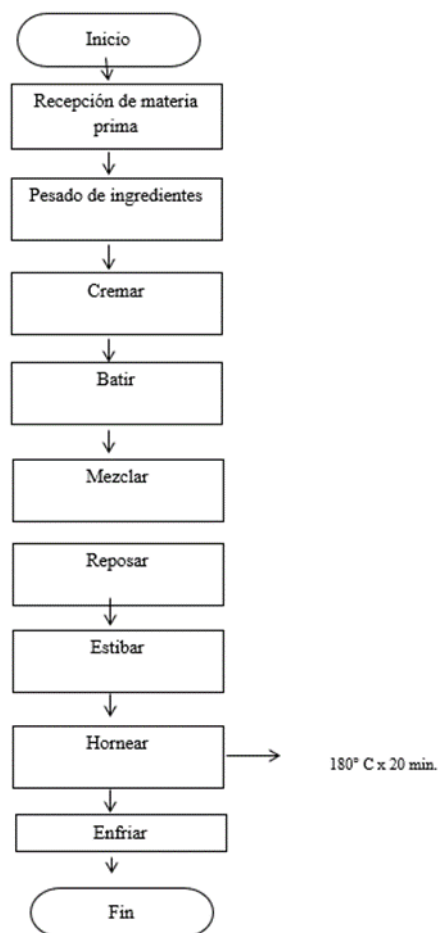 Inicio
Recepción de materia
prima
Pesado de ingredientes
Cremar
Batir
Mezclar
Reposar
Estibar
Hornear
180° C x 20 min.
Enfriar
Fin